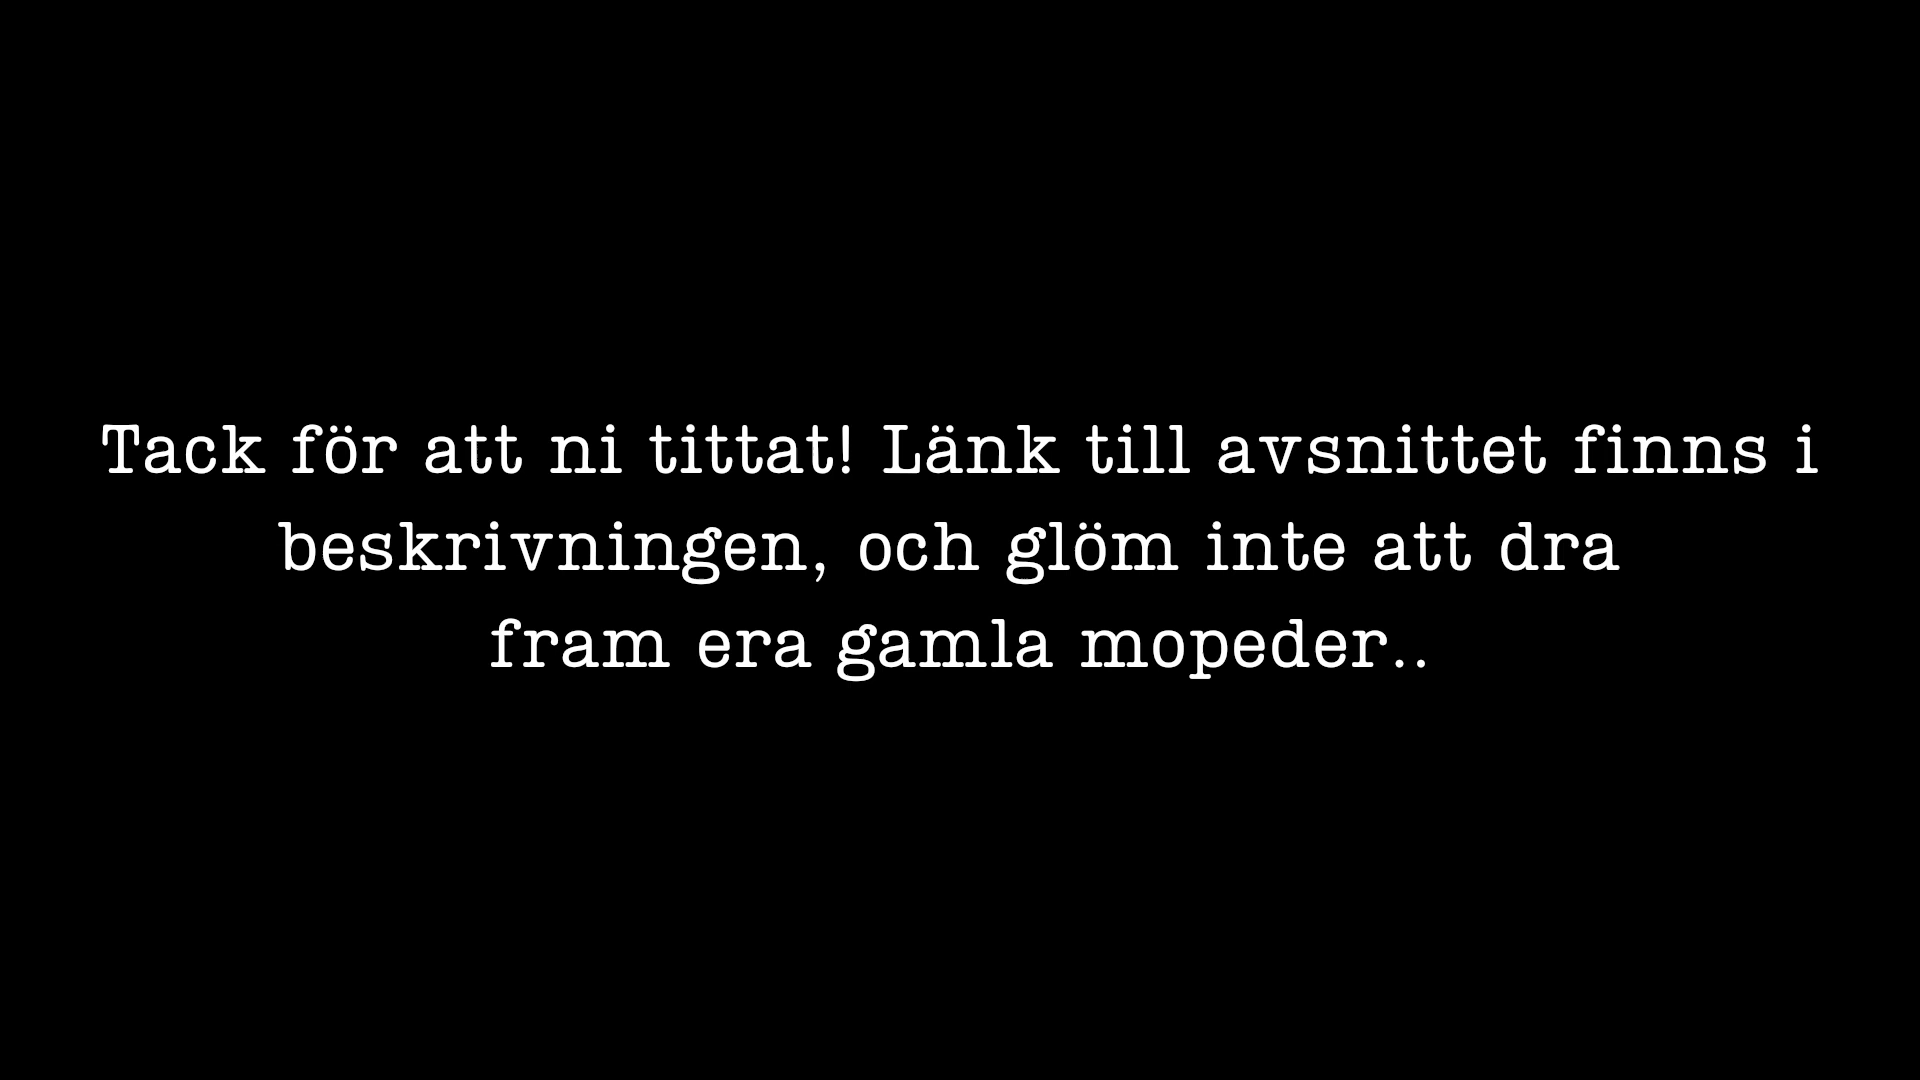 Tack för att ni tittat! Länk till avsnittet finns i
beskrivningen, och glöm inte att dra
fram era gamla mopeder..